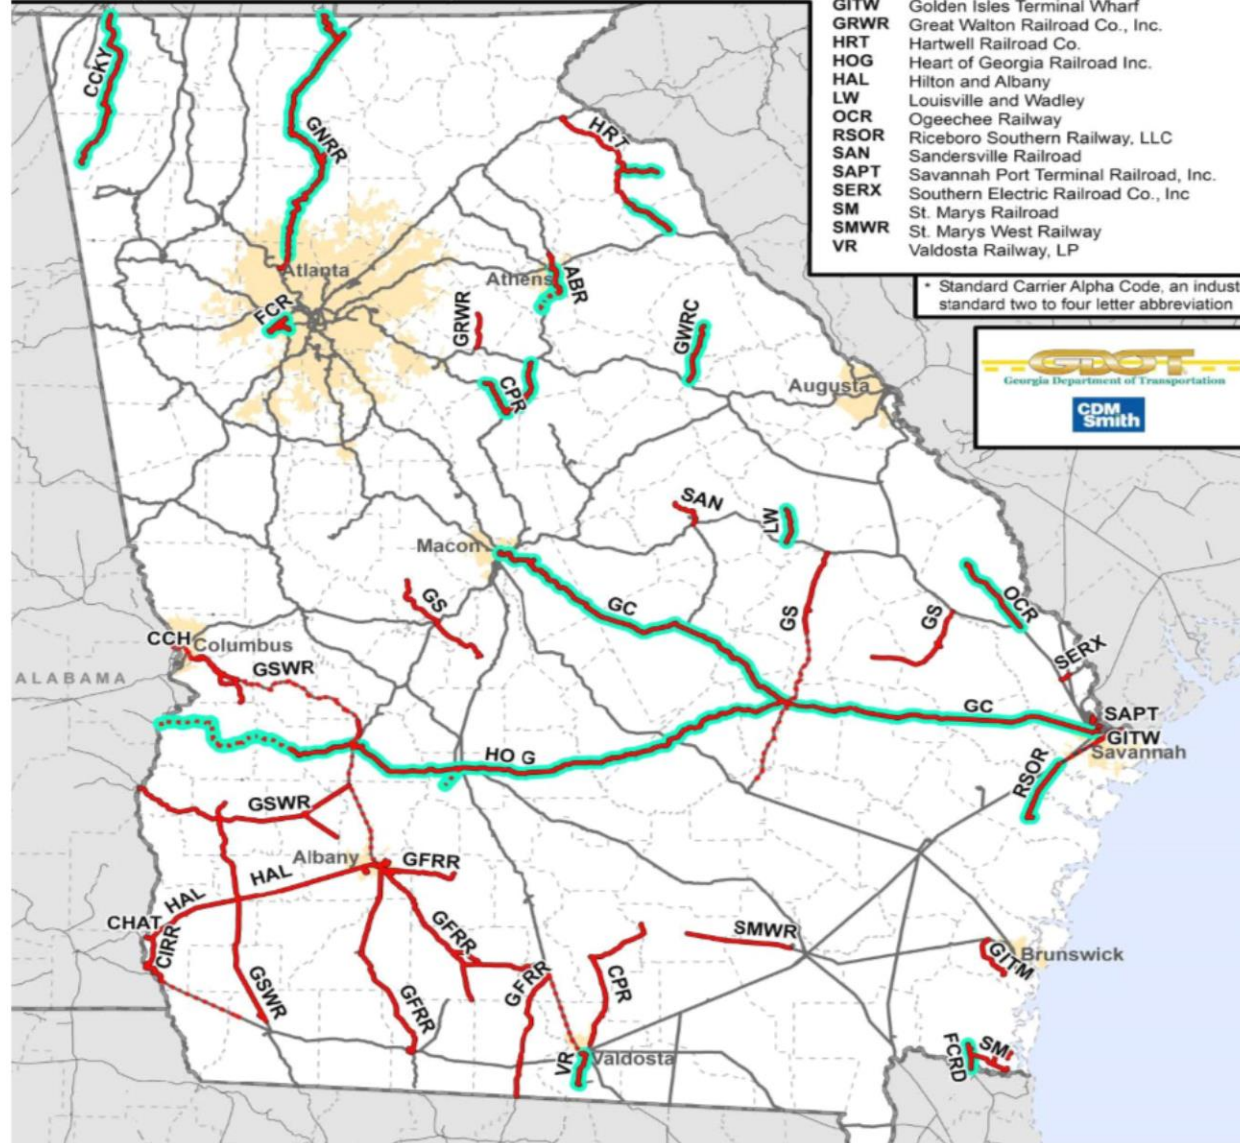 GITW Golden Isles Terminal Wharf
GRWR Great Walton Railroad Co., Inc.
HRT Hartwell Railroad Co.
HOG Heart of Georgia Railroad Inc.
HAL Hilton and Albany
LW Louisville and Wadley
OCR Ogeechee Railway
RSOR Riceboro Southern Railway, LLC
SAN Sandersville Railroad
SAPT Savannah Port Terminal Railroad, Inc.
SERX Southern Electric Railroad Co., Inc
SM St. Marys Railroad
SMWR St. Marys West Railway
VR Valdosta Railway, LP
* Standard Carrier Alpha Code, an indust
standard two to four letter abbreviation
GDOT
Georgia Department of Transportation
CDM
Smith
CCKY
GNRR
HRT
Atlanta
Athens
ABR
FCR
GRWR
GWRC
CPR
Augusta
SAN
LW
Macon
GS
GC
GS
GS
OCR
CCH
Columbus
GSWR
SERX
ALABAMA
GC
SAPT
GITW
Savannah
HO G
RSOR
GSWR
Albany
GFRR
HAL
HAL
CHAT
CIRR
GFRR
SMWR
GSWR
GFRR
GFRR
CPR
GITM
Brunswick
VR
Valdosta
FCRD
SM